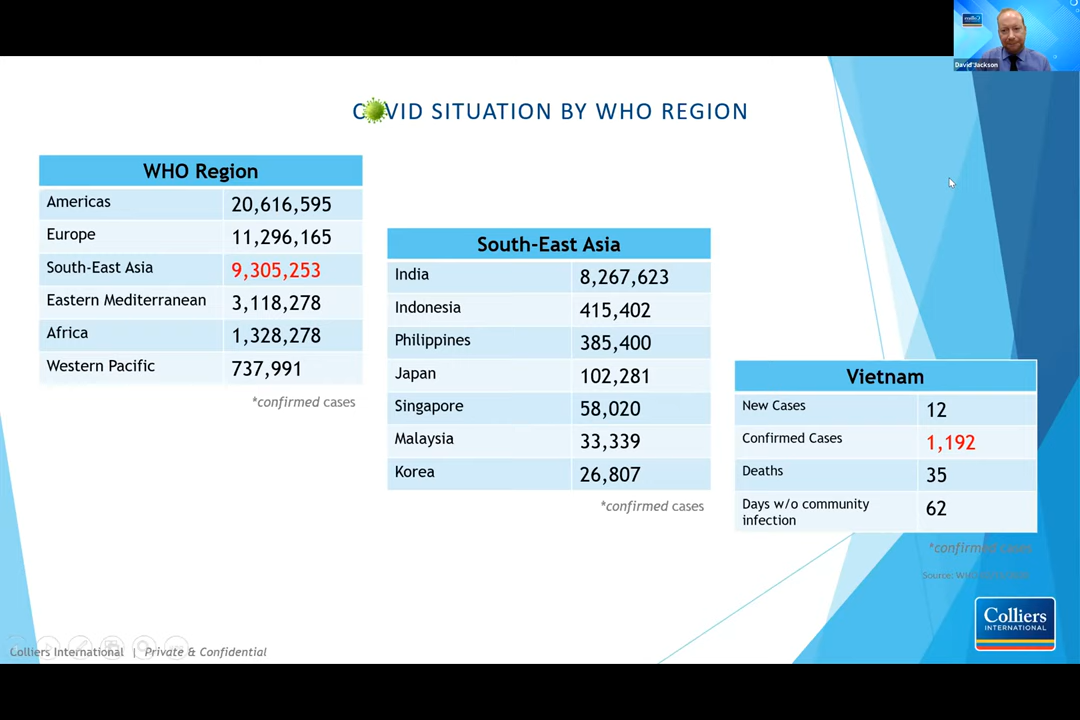 David Jackson
COVID SITUATION BY WHO REGION
WHO Region
Americas 20,616,595
Europe 11,296,165
South-East Asia 9,305,253
Eastern Mediterranean 3,118,278
Africa 1,328,278
Western Pacific 737,991
*confirmed cases
South-East Asia
India 8,267,623
Indonesia 415,402
Philippines 385,400
Japan 102,281
Singapore 58,020
Malaysia 33,339
Korea 26,807
*confirmed cases
Vietnam
New Cases 12
Confirmed Cases 1,192
Deaths 35
Days w/o community
infection 62
*confirmed cases
Source:
Colliers
INTERNATIONAL
Colliers International | Private & Confidential